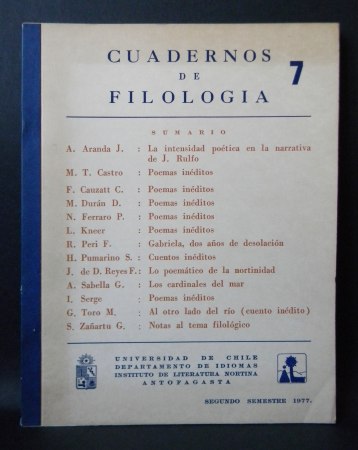 CUADERNOS
DE
FILOLOGIA
7
SUMARIO
A. Aranda J. : La intensidad poética en la narrativa
de J. Rulfo
M. T. Castro : Poemas inéditos
F. Cauzatt C. : Poemas inéditos
M. Durán D. : Poemas inéditos
N. Ferraro P. : Poemas inéditos
L. Kneer : Poemas inéditos
R. Peri F. : Gabriela, dos años de desolación
H. Pumarino S. : Cuentos inéditos
J. de D. Reyes F. : Lo poemático de la nortinidad
A. Sabella G. : Los cardinales del mar
I. Serge : Poemas inéditos
G. Toro M. : Al otro lado del río (cuento inédito)
S. Zañartu G. : Notas al tema filológico
UNIVERSIDAD DE CHILE
DEPARTAMENTO DE IDIOMAS
INSTITUTO DE LITERATURA NORTINA
ANTOFAGASTA
SEGUNDO SEMESTRE 1977.